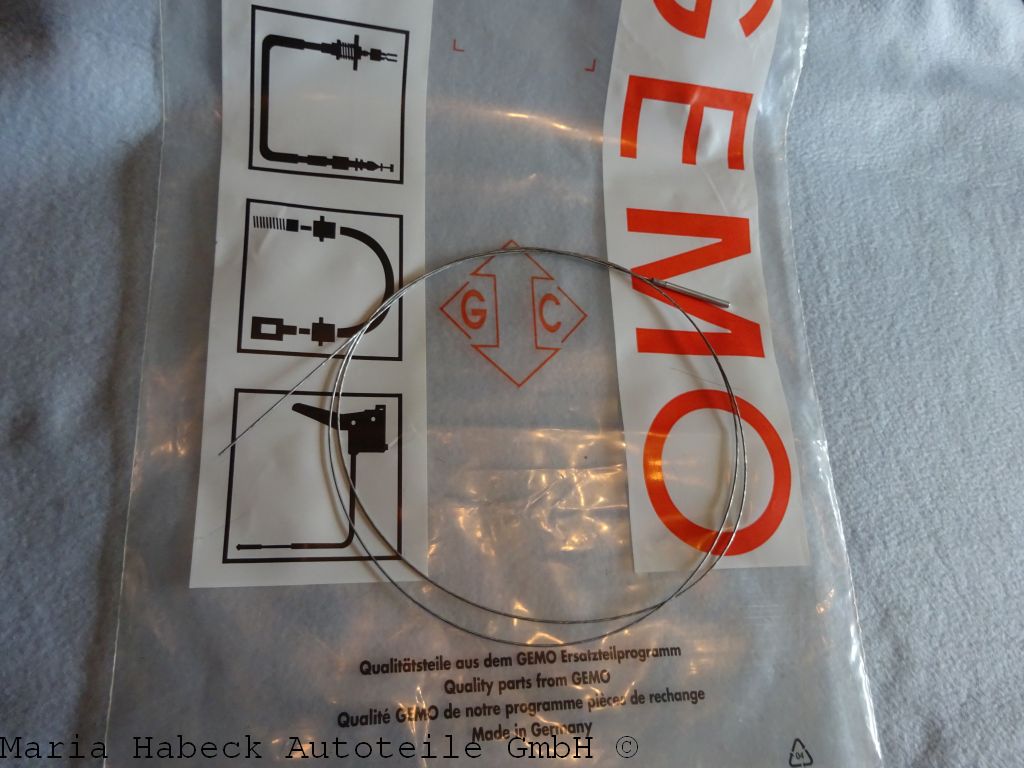 GEMO
G C
Qualitätsteile aus dem GEMO Ersatzteilprogramm
Quality parts from GEMO
Qualité GEMO de notre programme pièces de rechange
Made in Germany
04
Maria Habeck Autoteile GmbH ©